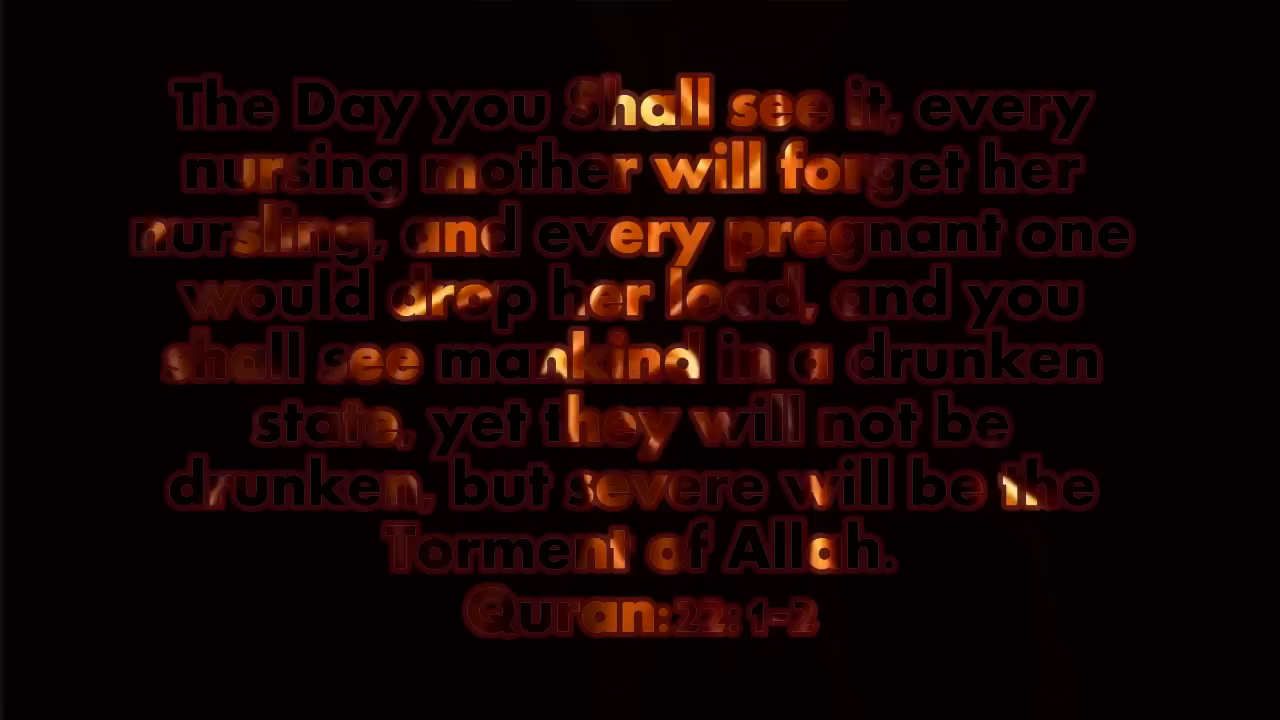 The Day you Shall see it, every
nursing mother will forget her
nursling, and every pregnant one
would drop her load, and you
shall see mankind in a drunken
state, yet they will not be
drunken, but severe will be the
Torment of Allah.
Quran:22:1-2